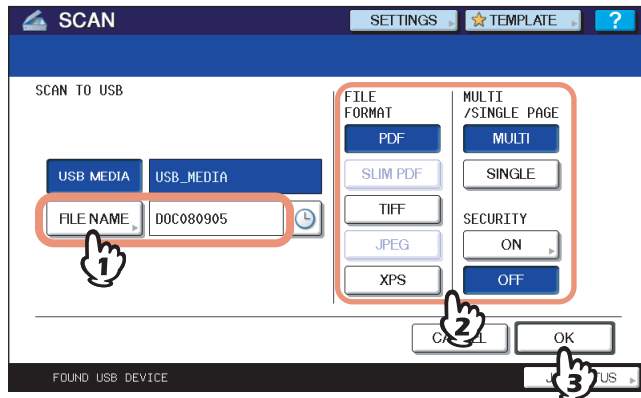 SCAN
SETTINGS
TEMPLATE
?
SCAN TO USB
FILE
FORMAT
MULTI
/SINGLE PAGE
PDF
MULTI
USB MEDIA
USB_MEDIA
SLIM PDF
SINGLE
FILE NAME
DOC080905
TIFF
SECURITY
JPEG
ON
XPS
OFF
1
2
OK
3
FOUND USB DEVICE